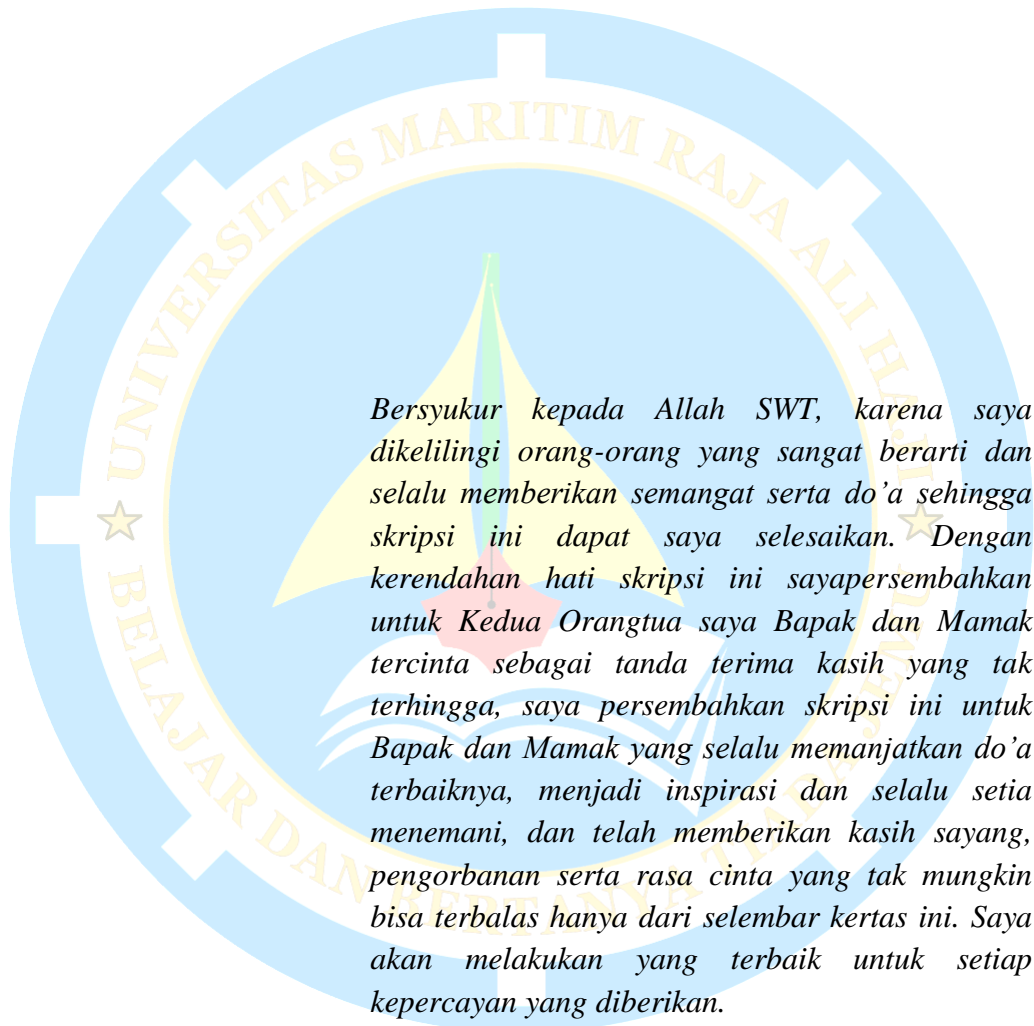 UNIVERSITAS MARITIM RAJA ALI HAJI
Bersyukur kepada Allah SWT, karena saya
dikelilingi orang-orang yang sangat berarti dan
selalu memberikan semangat serta do’a sehingga
skripsi ini dapat saya selesaikan. Dengan
kerendahan hati skripsi ini sayapersembahkan
untuk Kedua Orangtua saya Bapak dan Mamak
tercinta sebagai tanda terima kasih yang tak
terhingga, saya persembahkan skripsi ini untuk
Bapak dan Mamak yang selalu memanjatkan do’a
terbaiknya, menjadi inspirasi dan selalu setia
menemani, dan telah memberikan kasih sayang,
pengorbanan serta rasa cinta yang tak mungkin
bisa terbalas hanya dari selembar kertas ini. Saya
akan melakukan yang terbaik untuk setiap
kepercayan yang diberikan.
BELAJAR DAN BERTANYA TIADA JEMU